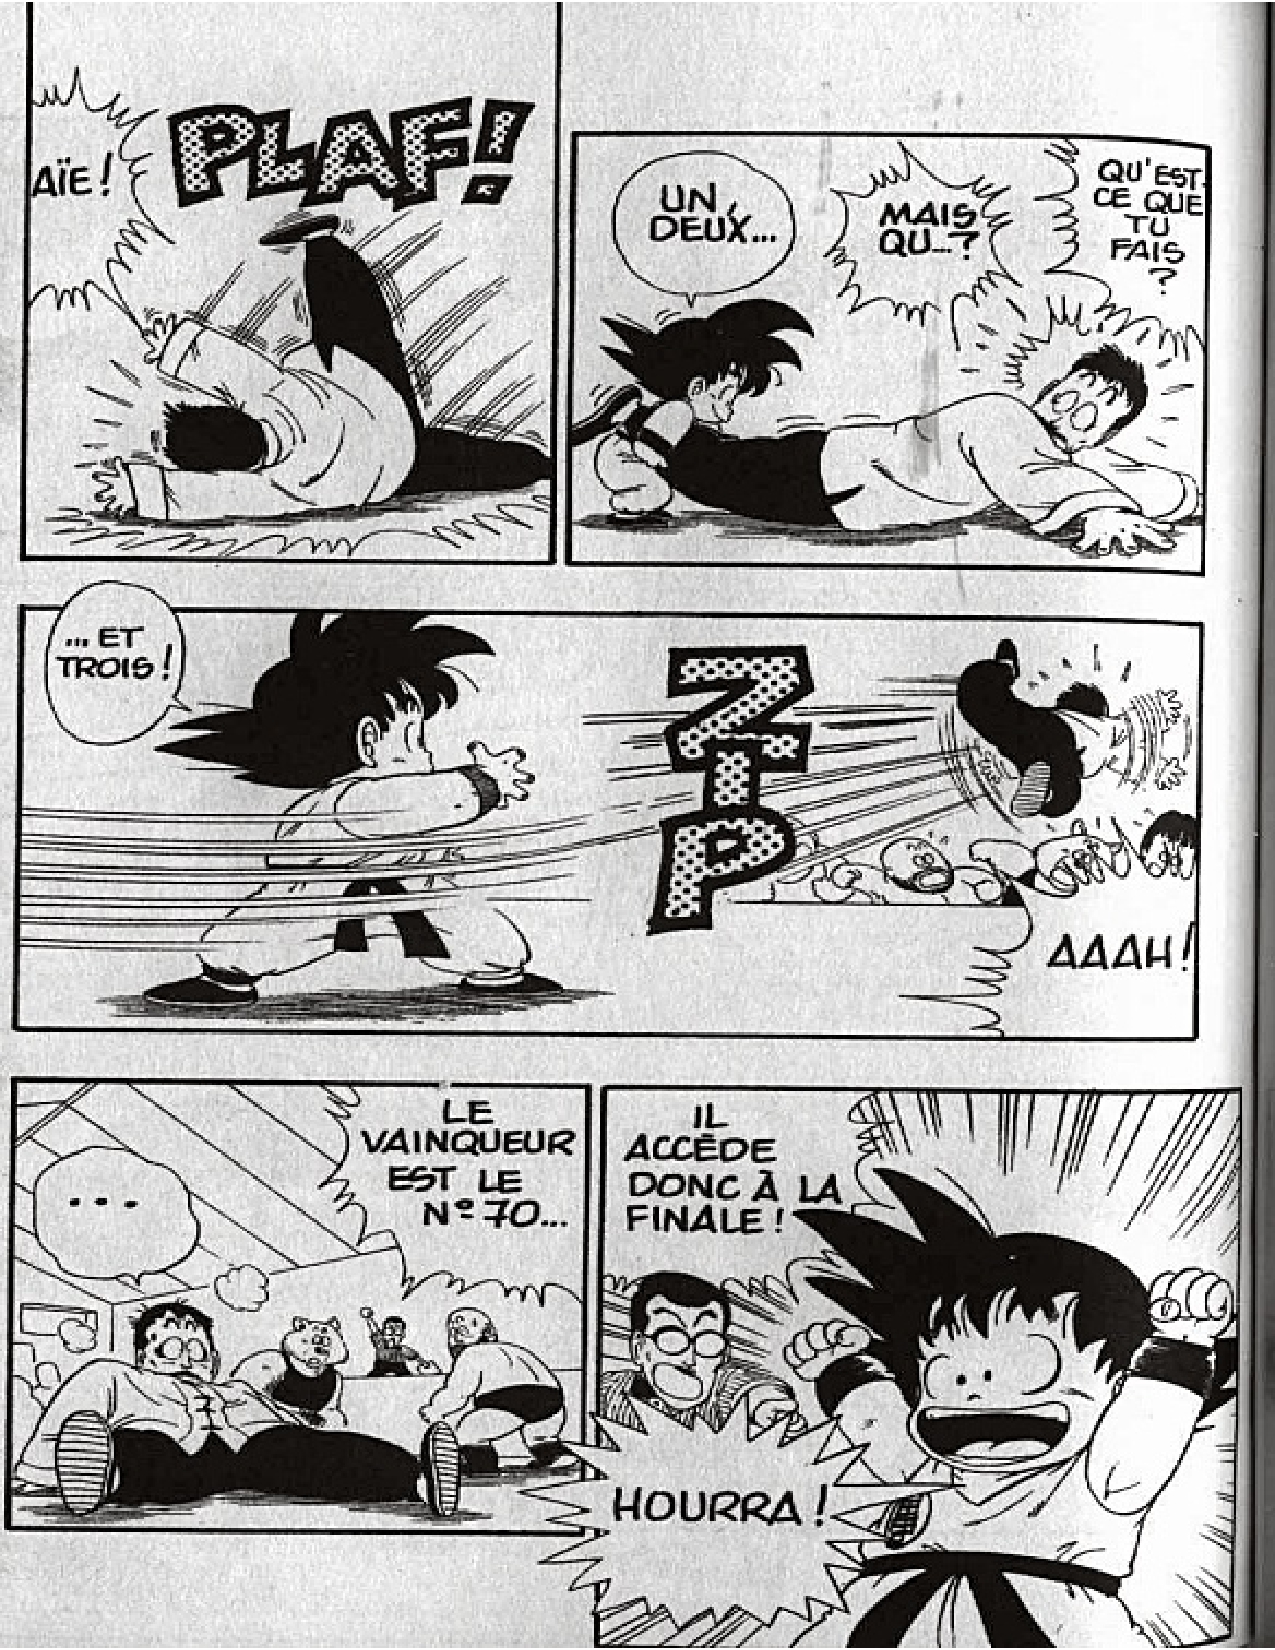 AÏE!
PLAF!
UN,
DEUX...
MAIS
QU...?
QU'EST-
CE QUE
TU
FAIS
?
... ET
TROIS!
ZIP
AAAH!
...
LE
VAINQUEUR
EST LE
Nº 70...
IL
ACCÈDE
DONC À LA
FINALE!
HOURRA!